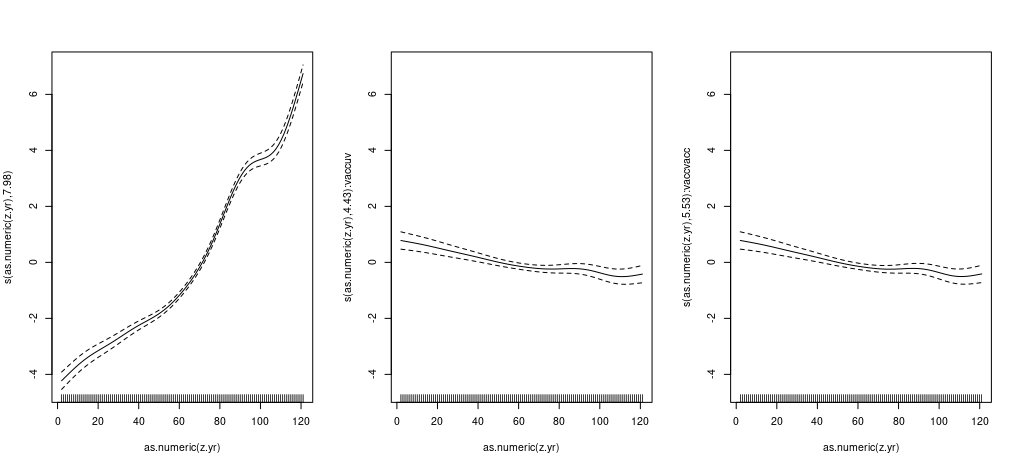 s(as.numeric(z.yr),7.98)
6
4
2
0
-2
-4
0 20 40 60 80 100 120
as.numeric(z.yr)
s(as.numeric(z.yr),4.43):vaccuv
6
4
2
0
-2
-4
0 20 40 60 80 100 120
as.numeric(z.yr)
s(as.numeric(z.yr),5.53):vaccvacc
6
4
2
0
-2
-4
0 20 40 60 80 100 120
as.numeric(z.yr)